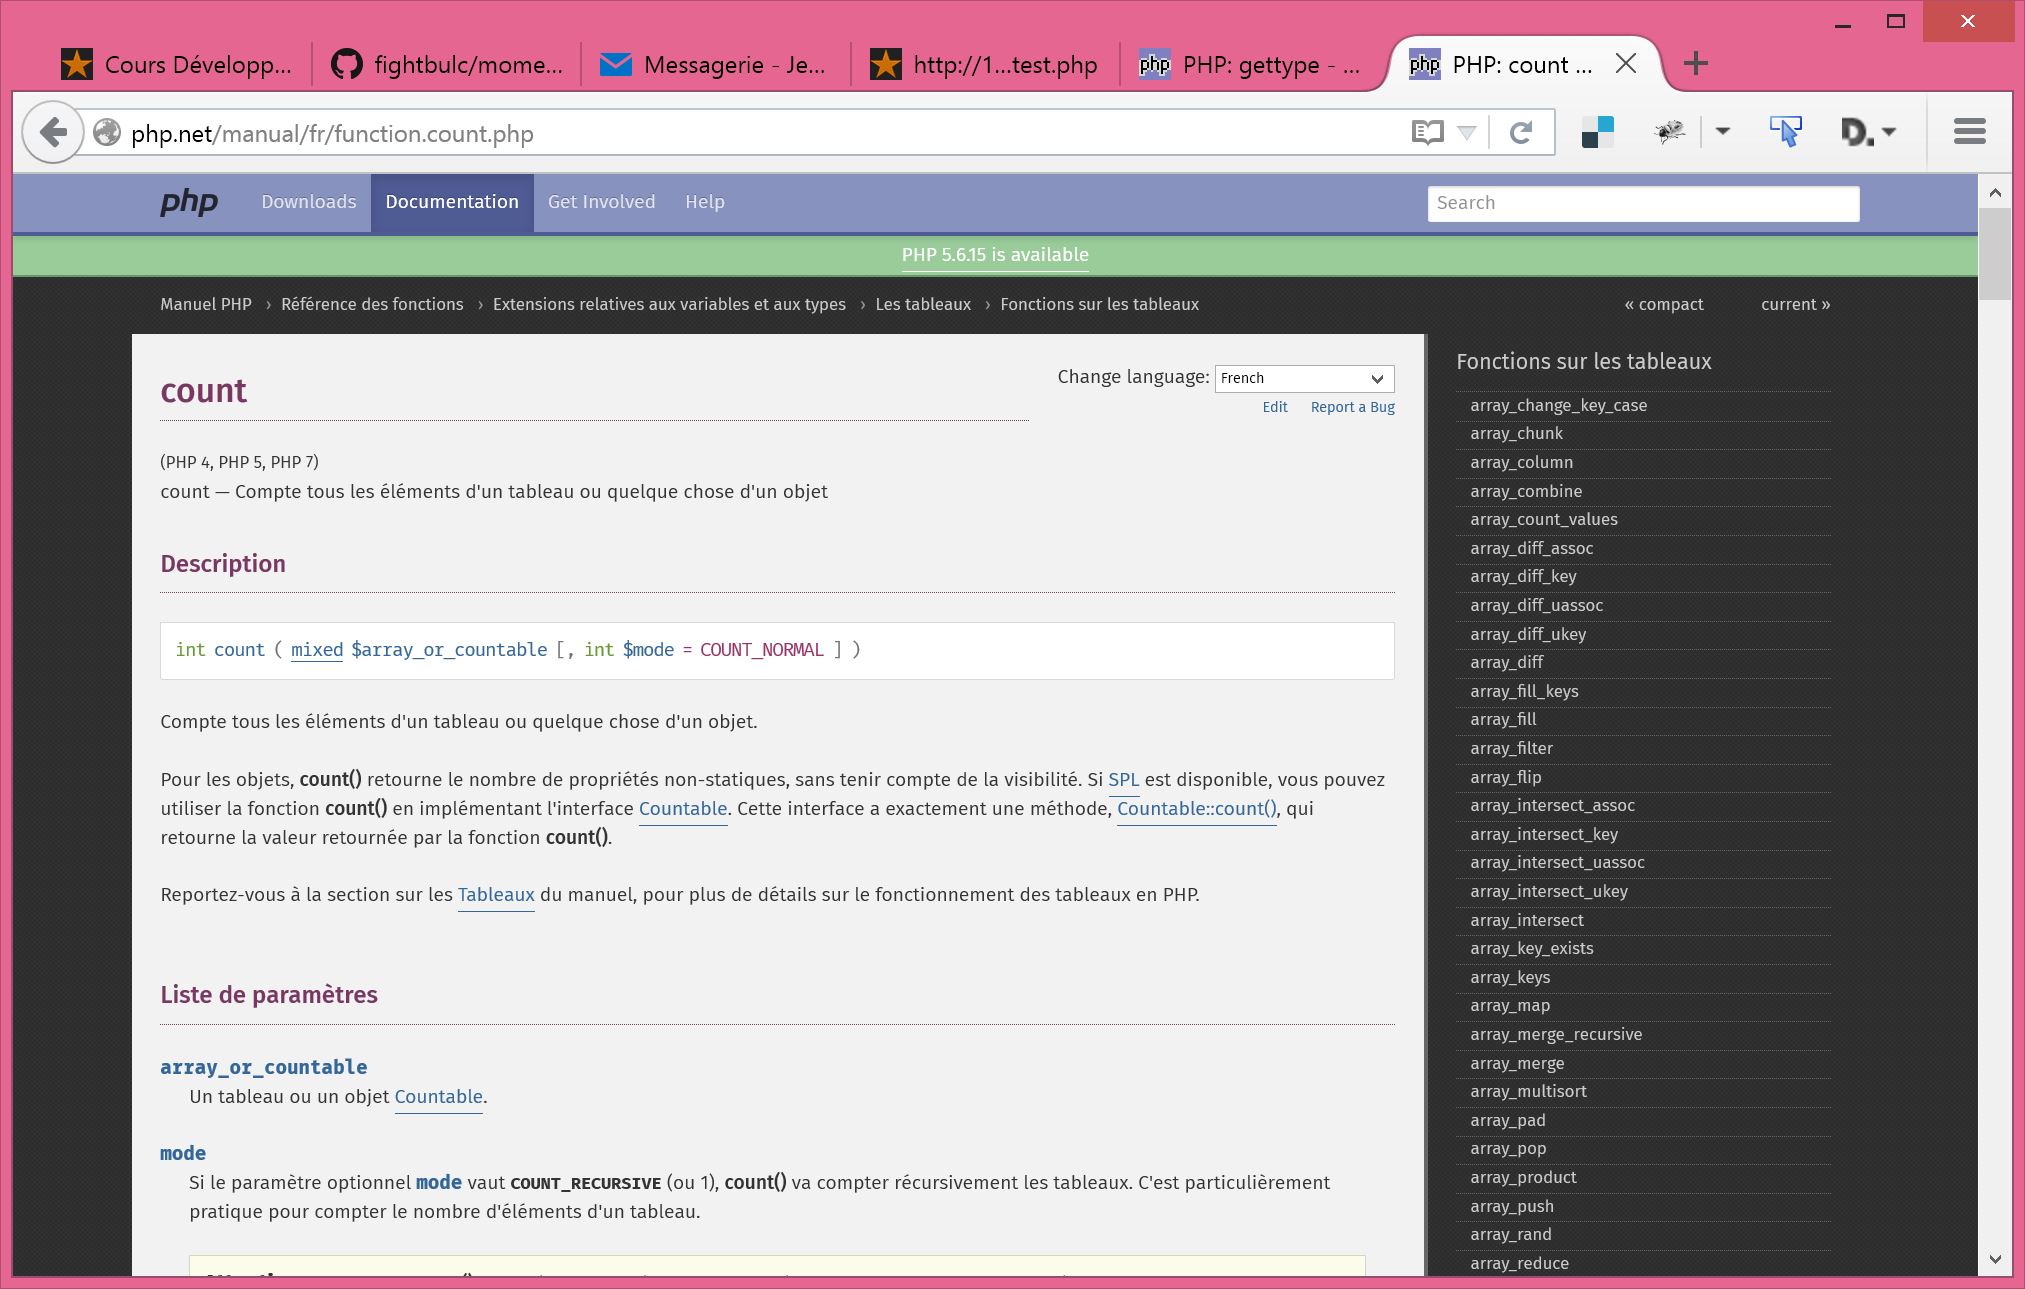 Cours Développ...
fightbulc/mome...
Messagerie - Je...
http://1...test.php
PHP: gettype - ...
PHP: count ...
php.net/manual/fr/function.count.php
php
Downloads
Documentation
Get Involved
Help
Search
PHP 5.6.15 is available
Manuel PHP › Référence des fonctions › Extensions relatives aux variables et aux types › Les tableaux › Fonctions sur les tableaux
« compact
current »
Change language: French
Edit
Report a Bug
count
(PHP 4, PHP 5, PHP 7)
count — Compte tous les éléments d'un tableau ou quelque chose d'un objet
Description
int count ( mixed $array_or_countable [, int $mode = COUNT_NORMAL ] )
Compte tous les éléments d'un tableau ou quelque chose d'un objet.
Pour les objets, count() retourne le nombre de propriétés non-statiques, sans tenir compte de la visibilité. Si SPL est disponible, vous pouvez
utiliser la fonction count() en implémentant l'interface Countable. Cette interface a exactement une méthode, Countable::count(), qui
retourne la valeur retournée par la fonction count().
Reportez-vous à la section sur les Tableaux du manuel, pour plus de détails sur le fonctionnement des tableaux en PHP.
Liste de paramètres
array_or_countable
Un tableau ou un objet Countable.
mode
Si le paramètre optionnel mode vaut COUNT_RECURSIVE (ou 1), count() va compter récursivement les tableaux. C'est particulièrement
pratique pour compter le nombre d'éléments d'un tableau.
Fonctions sur les tableaux
array_change_key_case
array_chunk
array_column
array_combine
array_count_values
array_diff_assoc
array_diff_key
array_diff_uassoc
array_diff_ukey
array_diff
array_fill_keys
array_fill
array_filter
array_flip
array_intersect_assoc
array_intersect_key
array_intersect_uassoc
array_intersect_ukey
array_intersect
array_key_exists
array_keys
array_map
array_merge_recursive
array_merge
array_multisort
array_pad
array_pop
array_product
array_push
array_rand
array_reduce